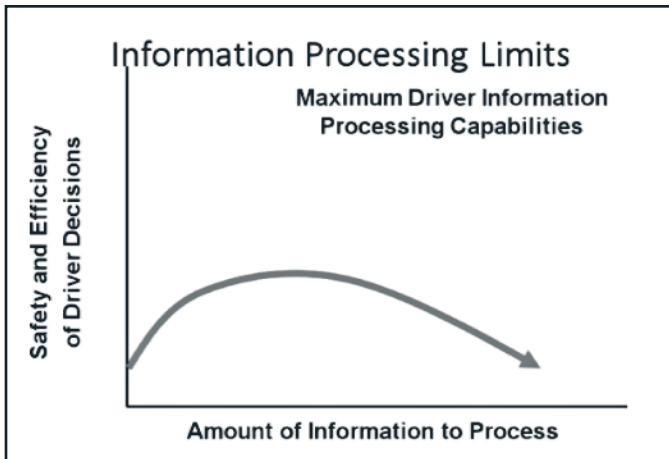 Information Processing Limits
Maximum Driver Information
Processing Capabilities
Safety and Efficiency
of Driver Decisions
Amount of Information to Process